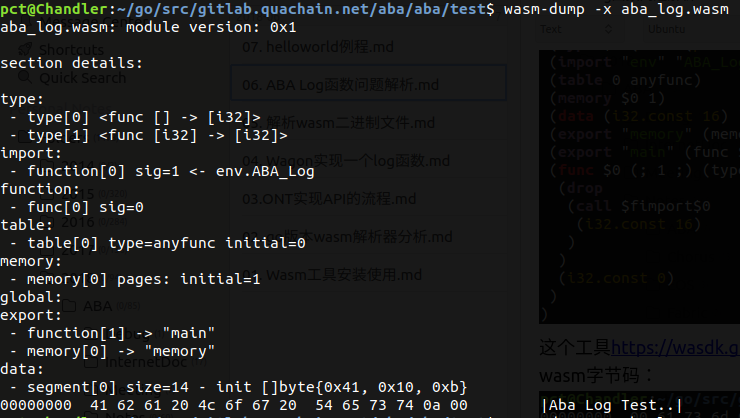 pct@Chandler:~/go/src/gitlab.quachain.net/aba/aba/test$ wasm-dump -x aba_log.wasm
aba_log.wasm: module version: 0x1
section details:
type:
- type[0] <func [] -> [i32]>
- type[1] <func [i32] -> [i32]>
import:
- function[0] sig=1 <- env.ABA_Log
function:
- func[0] sig=0
table:
- table[0] type=anyfunc initial=0
memory:
- memory[0] pages: initial=1
global:
export:
- function[1] -> "main"
- memory[0] -> "memory"
data:
- segment[0] size=14 - init []byte{0x41, 0x10, 0xb}
00000000  41 62 61 20 4c 6f 67 20  54 65 73 74 0a 00 |Aba Log Test..|
Shortcuts
Quick Search
2015
2016
ABA
InternetDoc
07. helloworld例程.md
06. ABA Log函数问题解析.md
解析wasm二进制文件.md
04. Wagon实现一个log函数.md
03.ONT实现API的流程.md
版本wasm解析器分析.md
Wasm工具安装使用.md
Text
Ubuntu
(import "env" "ABA_Lo
(table 0 anyfunc)
(memory $0 1)
(data (i32.const 16)
(export "memory" (mem
(export "main" (func
(func $0 (; 1 ;) (type
(drop
(call $fimport$0
(i32.const 16)
)
)
(i32.const 0)
)
)
这个工具https://wasdk.g
wasm字节码：